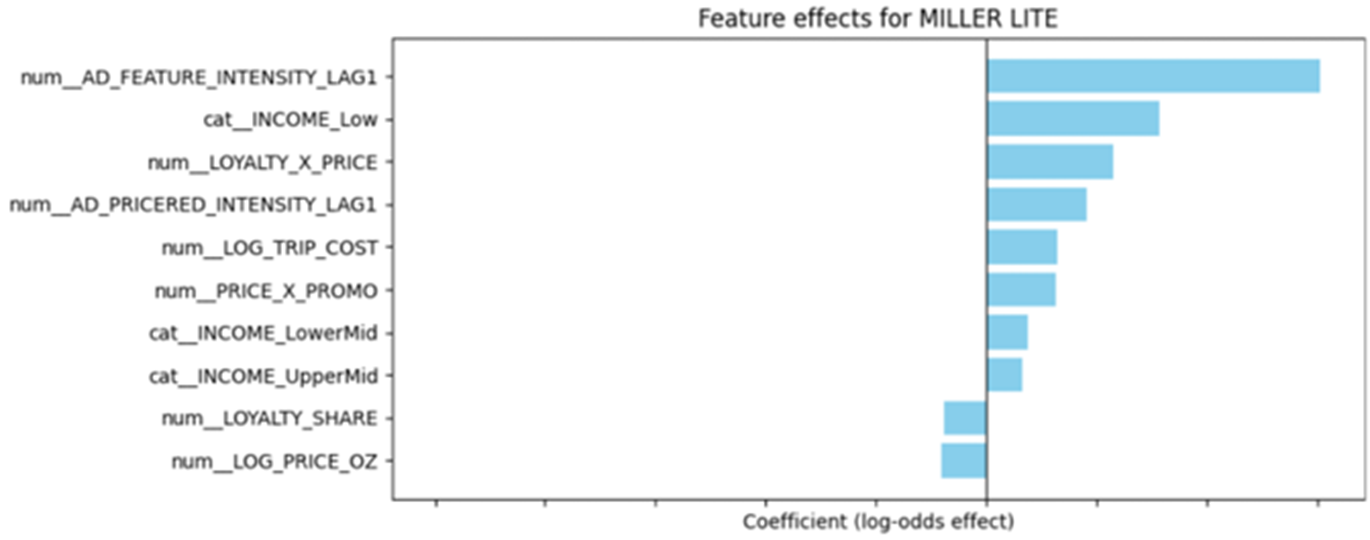 Feature effects for MILLER LITE
num__AD_FEATURE_INTENSITY_LAG1
cat__INCOME_Low
num__LOYALTY_X_PRICE
num__AD_PRICERED_INTENSITY_LAG1
num__LOG_TRIP_COST
num__PRICE_X_PROMO
cat__INCOME_LowerMid
cat__INCOME_UpperMid
num__LOYALTY_SHARE
num__LOG_PRICE_OZ
Coefficient (log-odds effect)